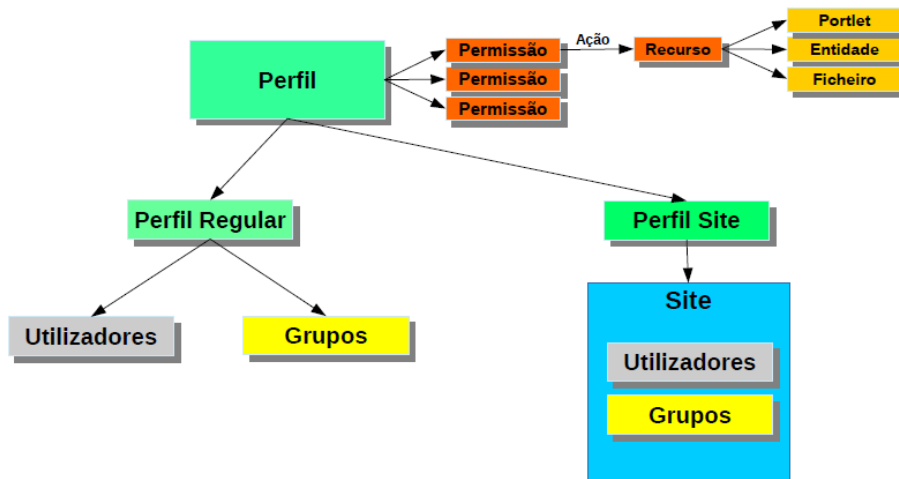 Perfil
Permissão
Ação
Recurso
Portlet
Permissão
Entidade
Permissão
Ficheiro
Perfil Regular
Perfil Site
Utilizadores
Grupos
Site
Utilizadores
Grupos